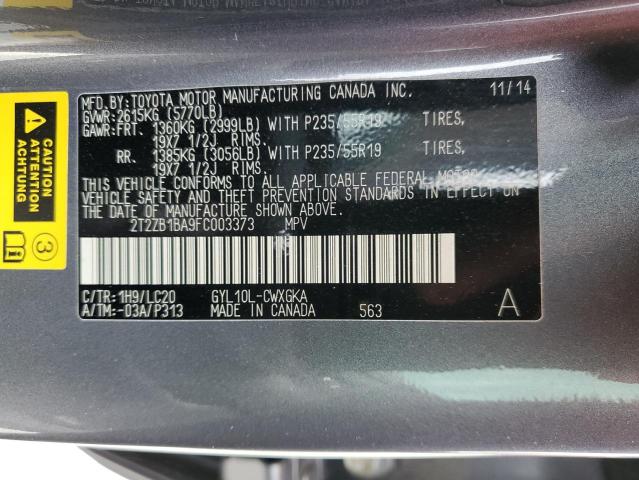 MFD. BY: TOYOTA MOTOR MANUFACTURING CANADA INC. 11/14
GVWR: 2615KG (5770LB)
GAWR: FRT. 1360KG (2999LB) WITH P235/55R19 TIRES,
19X7 1/2J RIMS.
RR. 1385KG (3056LB) WITH P235/55R19 TIRES,
19X7 1/2J RIMS.
THIS VEHICLE CONFORMS TO ALL APPLICABLE FEDERAL MOTOR
VEHICLE SAFETY AND THEFT PREVENTION STANDARDS IN EFFECT ON
THE DATE OF MANUFACTURE SHOWN ABOVE.
2T2ZB1BA9FC003373 MPV
C/TR: 1H9/LC20 GYL10L-CWXGKA
A/TM: -03A/P313 MADE IN CANADA 563
A
CAUTION
ATTENTION
ACHTUNG
3